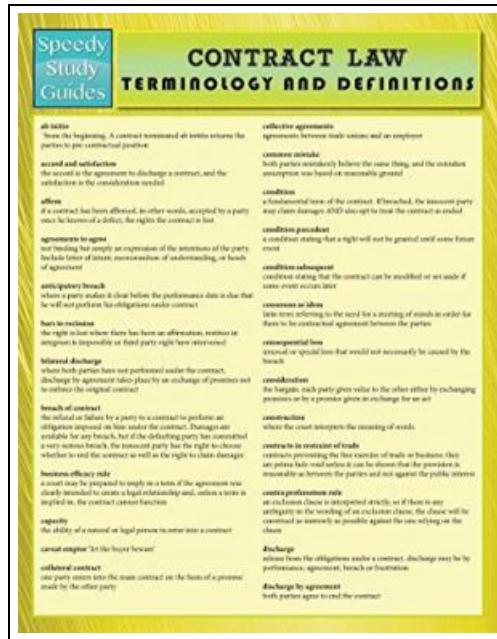 Speedy
Study
Guides
CONTRACT LAW
TERMINOLOGY AND DEFINITIONS
ab initio
'from the beginning. A contract terminated ab initio returns the
parties to pre-contractual position
accord and satisfaction
the accord is the agreement to discharge a contract, and the
satisfaction is the consideration needed
affirm
if a contract has been affirmed, in other words, accepted by a party
once he knows of a defect, the rights the contract is lost
agreements to agree
not binding but simply an expression of the intentions of the party.
Include letter of intent, memorandum of understanding, or heads
of agreement
anticipatory breach
where a party makes it clear before the performance date is due that
he will not perform his obligations under contract
bars to rescission
the right is lost where there has been an affirmation, restitutio in
integrum is impossible or third party right have intervened
bilateral discharge
where both parties have not performed under the contract,
discharge by agreement takes place by an exchange of promises not
to enforce the original contract
breach of contract
the refusal or failure by a party to a contract to perform an
obligation imposed on him under the contract. Damages are
available for any breach, but if the defaulting party has committed
a very serious breach, the innocent party has the right to choose
whether to end the contract as well as the right to claim damages
business efficacy rule
a court may be prepared to imply in a term if the agreement was
clearly intended to create a legal relationship and, unless a term is
implied in, the contract cannot function
capacity
the ability of a natural or legal person to enter into a contract
caveat emptor 'let the buyer beware'
collateral contract
one party enters into the main contract on the basis of a promise
made by the other party
collective agreements
agreements between trade unions and an employer
common mistake
both parties mistakenly believe the same thing, and the mistaken
assumption was based on reasonable ground
condition
a fundamental term of the contract. If breached, the innocent party
may claim damages AND also opt to treat the contract as ended
condition precedent
a condition stating that a right will not be granted until some future
event
condition subsequent
condition stating that the contract can be modified or set aside if
some event occurs later
consensus ad idem
latin term referring to the need for a meeting of minds in order for
there to be contractual agreement between the parties
consequential loss
unusual or special loss that would not necessarily be caused by the
breach
consideration
the bargain, each party gives value to the other either by exchanging
promises or by a promise given in exchange for an act
construction
where the court interprets the meaning of words
contracts in restraint of trade
contracts preventing the free exercise of trade or business. they
are prima facie void unless it can be shown that the provision is
reasonable as between the parties and not against the public interest
contra proferentem rule
an exclusion clause is interpreted strictly, so if there is any
ambiguity in the wording of an exclusion clause, the clause will be
construed as narrowly as possible against the one relying on the
clause
discharge
release from the obligations under a contract. discharge may be by
performance, agreement, breach or frustration
discharge by agreement
both parties agree to end the contract